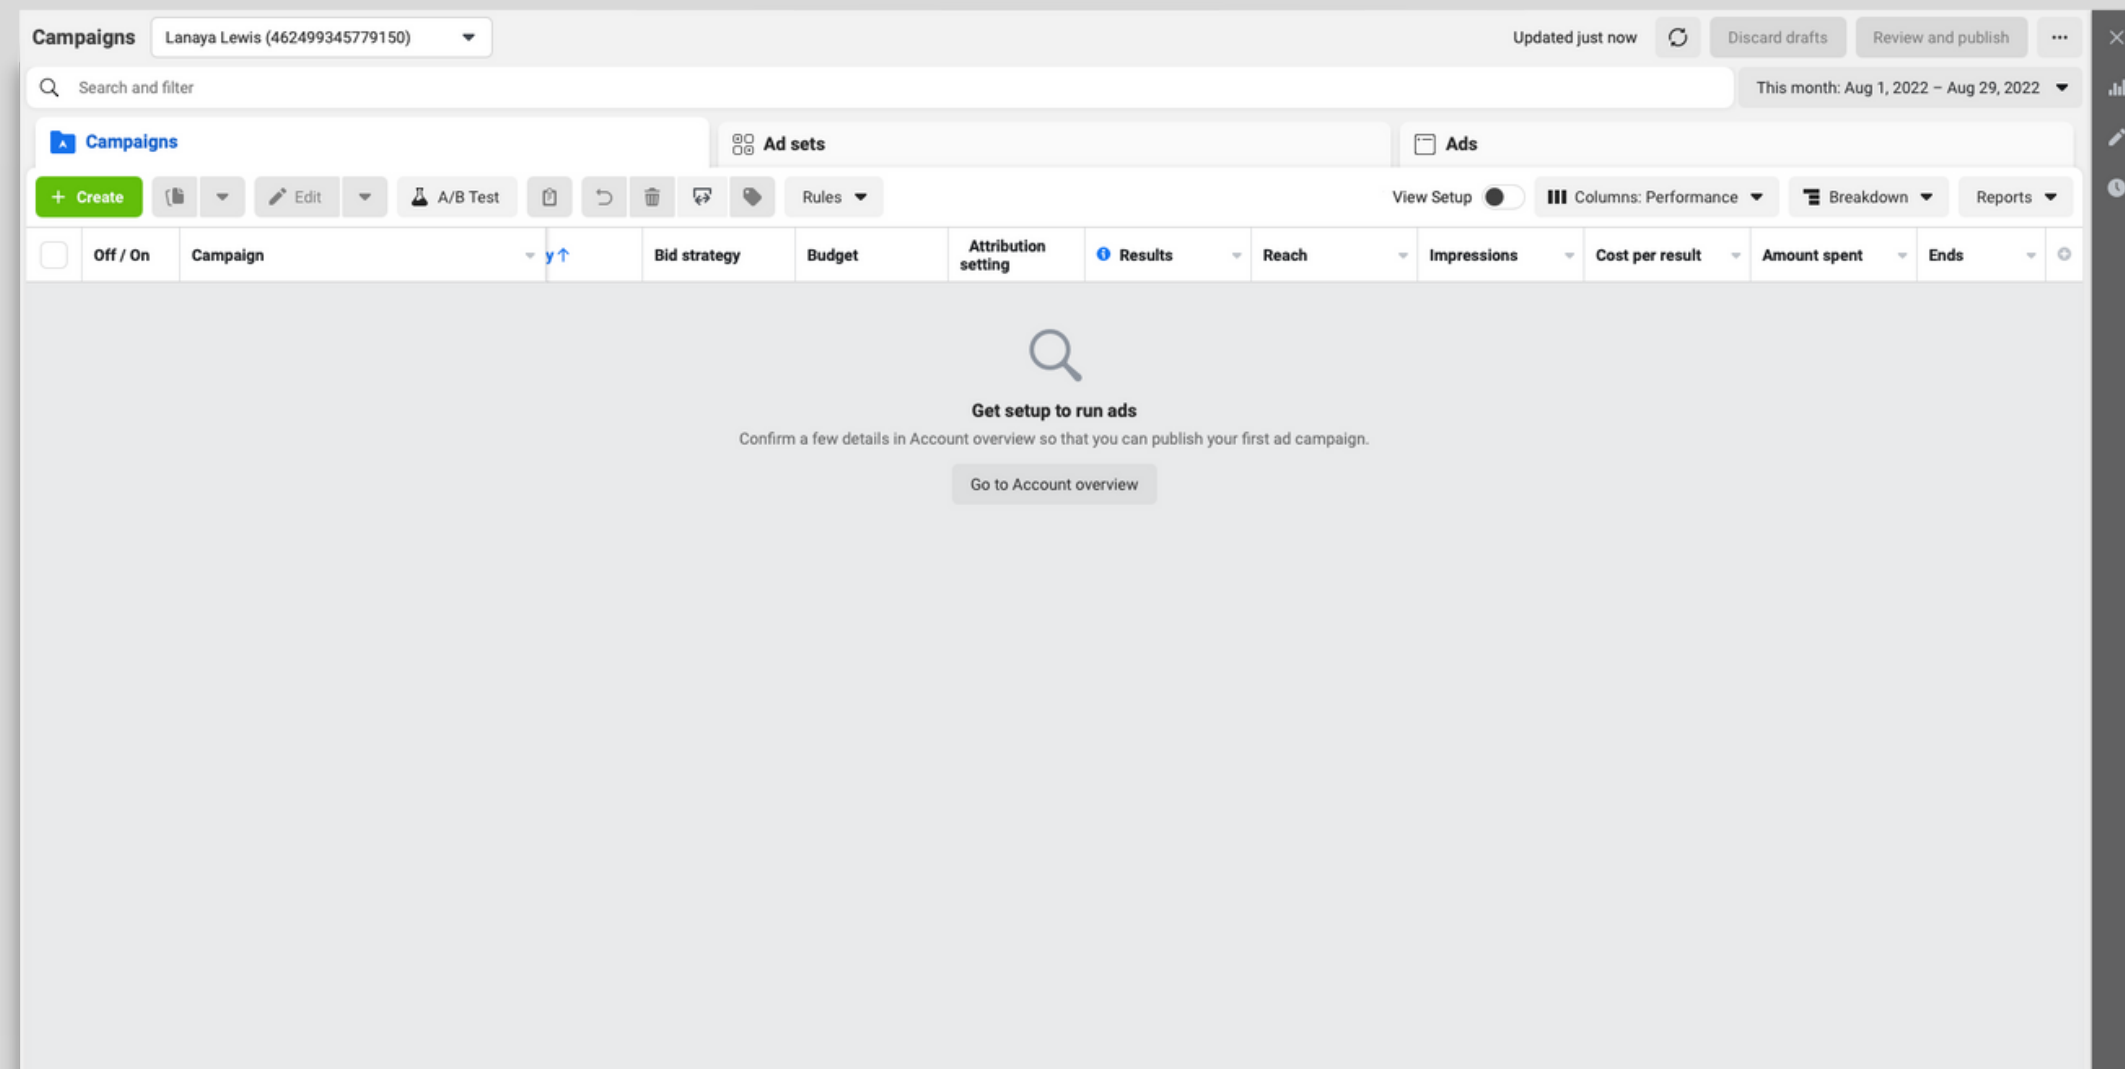 Campaigns
Lanaya Lewis (462499345779150)
Updated just now
Discard drafts
Review and publish
Search and filter
This month: Aug 1, 2022 – Aug 29, 2022
Campaigns
Ad sets
Ads
+ Create
Edit
A/B Test
Rules
View Setup
Columns: Performance
Breakdown
Reports
Off / On
Campaign
y↑
Bid strategy
Budget
Attribution
setting
Results
Reach
Impressions
Cost per result
Amount spent
Ends
Get setup to run ads
Confirm a few details in Account overview so that you can publish your first ad campaign.
Go to Account overview